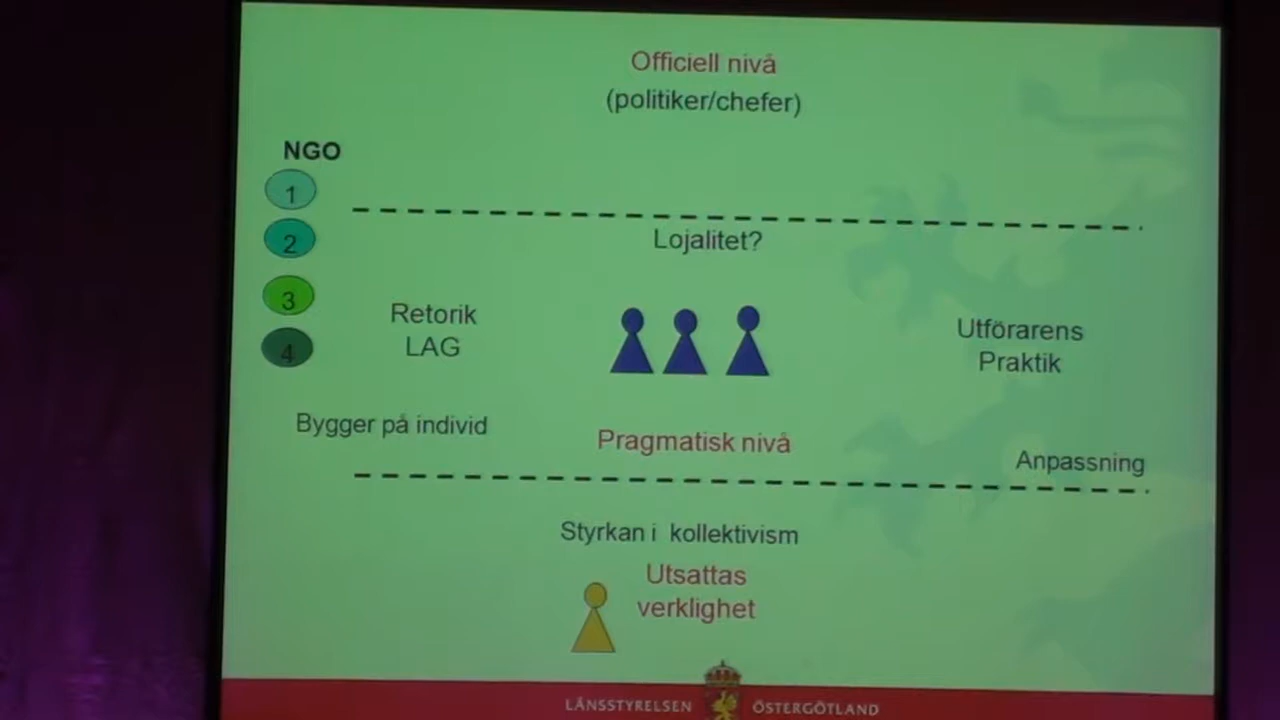 Officiell nivå
(politiker/chefer)
NGO
1
2
3
4
Lojalitet?
Retorik
LAG
Utförarens
Praktik
Bygger på individ
Pragmatisk nivå
Anpassning
Styrkan i kollektivism
Utsattas
verklighet
LÄNSSTYRELSEN ÖSTERGÖTLAND